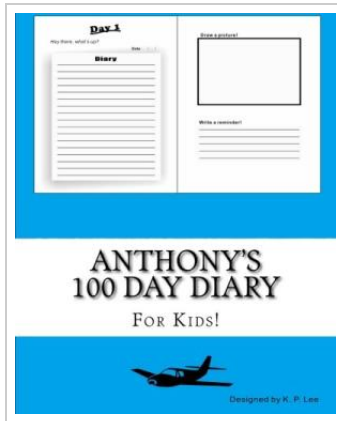 Day 1
Hey there, what's up?
Date
Diary
Draw a picture!
Write a reminder!
ANTHONY'S
100 DAY DIARY
FOR KIDS!
Designed by K. P. Lee